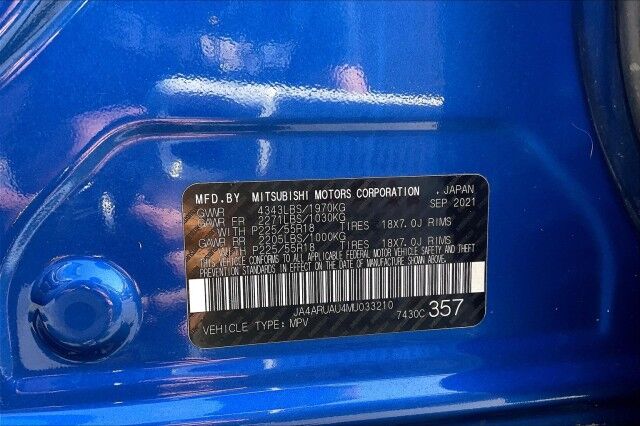 MFD.BY MITSUBISHI MOTORS CORPORATION , JAPAN
GVWR 4343LBS/1970KG SEP 2021
GAWR FR 2271LBS/1030KG
WITH P225/55R18 TIRES 18X7.0J RIMS
GAWR RR 2205LBS/1000KG
WITH P225/55R18 TIRES 18X7.0J RIMS
THIS VEHICLE CONFORMS TO ALL APPLICABLE FEDERAL MOTOR VEHICLE SAFETY AND THEFT
PREVENTION STANDARDS IN EFFECT ON THE DATE OF MANUFACTURE SHOWN ABOVE.
JA4ARUAU4MU033210 7430C 357
VEHICLE TYPE: MPV